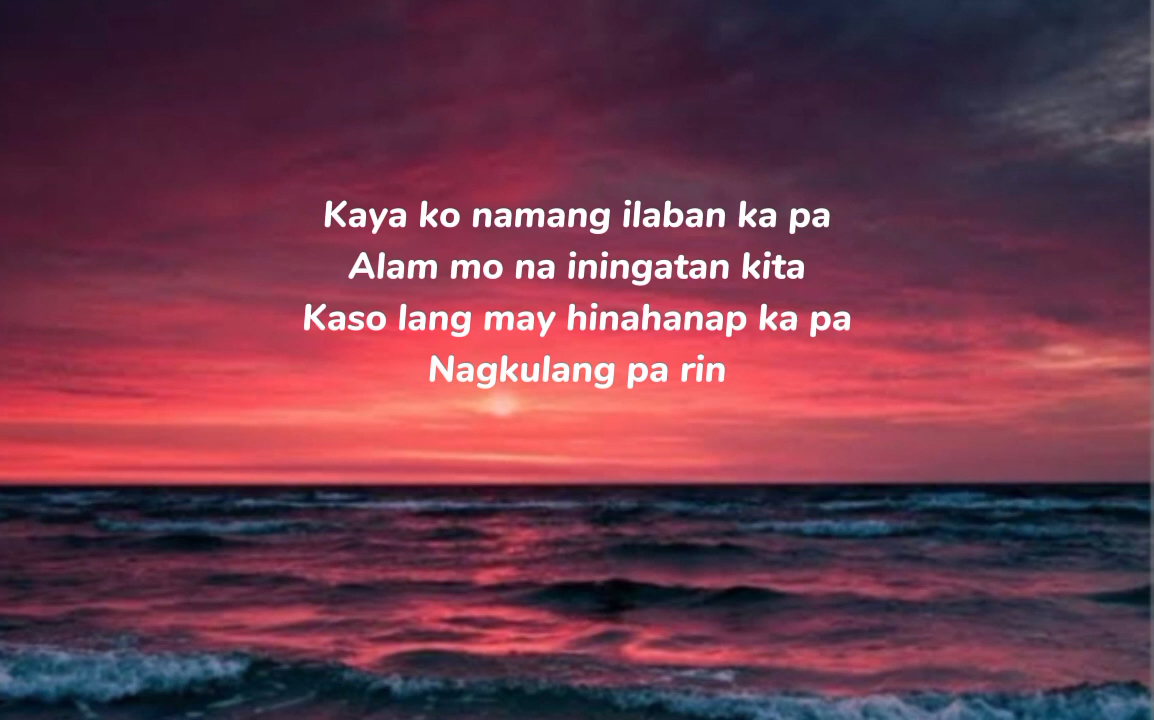 Kaya ko namang ilaban ka pa
Alam mo na iningatan kita
Kaso lang may hinahanap ka pa
Nagkulang pa rin